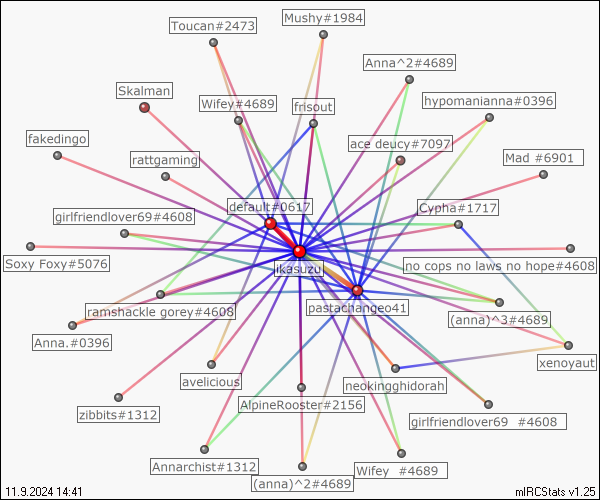 Mushy#1984
Toucan#2473
Anna^2#4689
Skalman
Wifey#4689
frisout
hypomanianna#0396
fakedingo
ace deucy#7097
rattgaming
Mad #6901
default#0617
Cypha#1717
girlfriendlover69#4608
Soxy Foxy#5076
ikasuzu
no cops no laws no hope#4608
ramshackle gorey#4608
pastachangeo41
(anna)^3#4689
Anna.#0396
xenoyaut
avelicious
neokingghidorah
zibbits#1312
AlpineRooster#2156
girlfriendlover69 #4608
Annarchist#1312
(anna)^2#4689
Wifey #4689
11.9.2024 14:41
mIRCStats v1.25